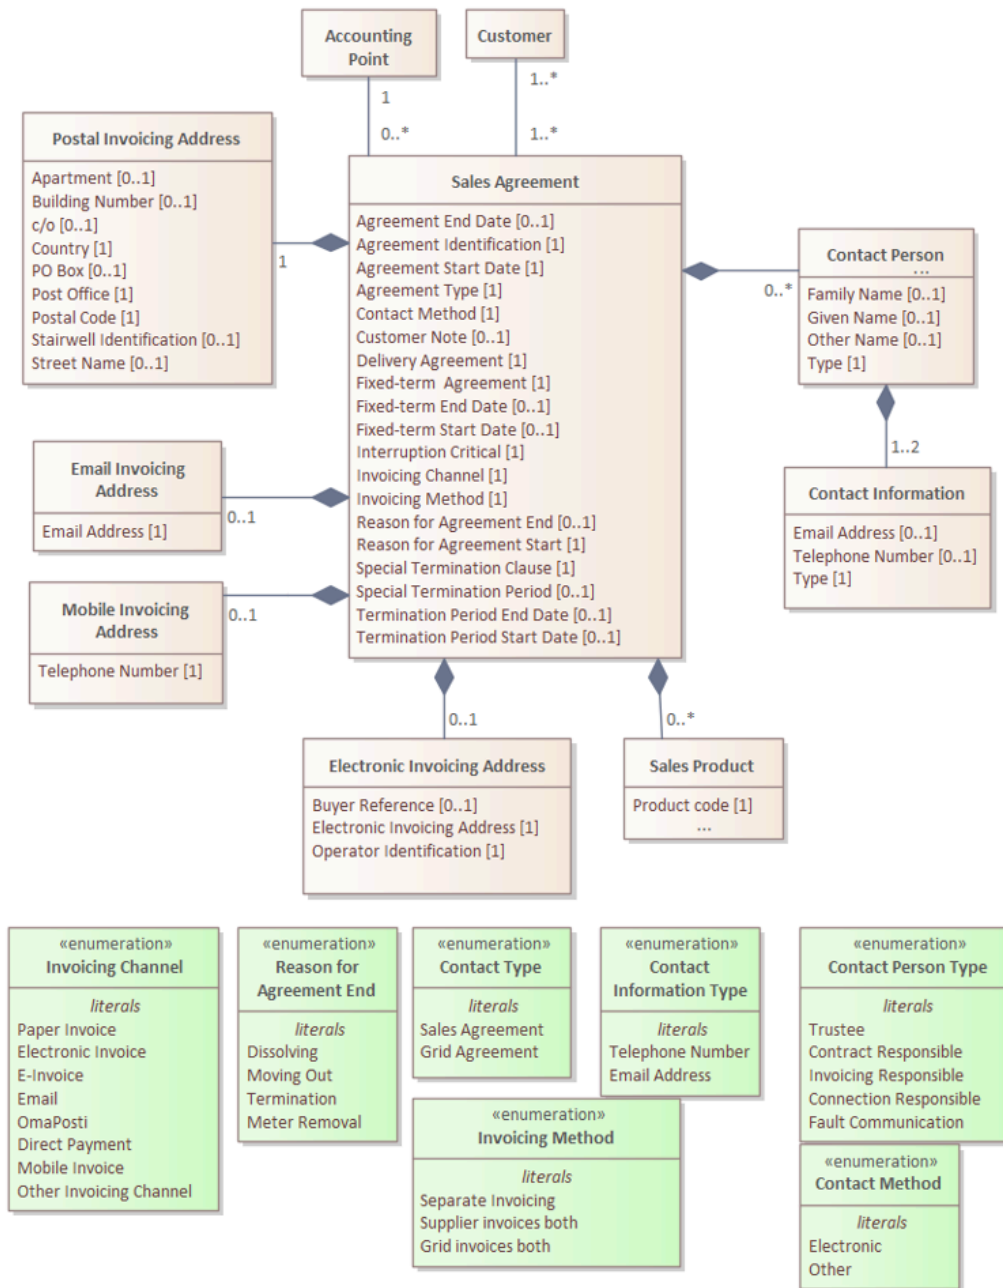 Accounting
Point
Customer
1
0..*
1..*
1..*
Postal Invoicing Address
Apartment [0..1]
Building Number [0..1]
c/o [0..1]
Country [1]
PO Box [0..1]
Post Office [1]
Postal Code [1]
Stairwell Identification [0..1]
Street Name [0..1]
1
Sales Agreement
Agreement End Date [0..1]
Agreement Identification [1]
Agreement Start Date [1]
Agreement Type [1]
Contact Method [1]
Customer Note [0..1]
Delivery Agreement [1]
Fixed-term  Agreement [1]
Fixed-term End Date [0..1]
Fixed-term Start Date [0..1]
Interruption Critical [1]
Invoicing Channel [1]
Invoicing Method [1]
Reason for Agreement End [0..1]
Reason for Agreement Start [1]
Special Termination Clause [1]
Special Termination Period [0..1]
Termination Period End Date [0..1]
Termination Period Start Date [0..1]
0..*
Contact Person
...
Family Name [0..1]
Given Name [0..1]
Other Name [0..1]
Type [1]
1..2
Contact Information
Email Address [0..1]
Telephone Number [0..1]
Type [1]
Email Invoicing
Address
Email Address [1]
0..1
Mobile Invoicing
Address
Telephone Number [1]
0..1
0..1
Electronic Invoicing Address
Buyer Reference [0..1]
Electronic Invoicing Address [1]
Operator Identification [1]
0..*
Sales Product
Product code [1]
...
«enumeration»
Invoicing Channel
literals
Paper Invoice
Electronic Invoice
E-Invoice
Email
OmaPosti
Direct Payment
Mobile Invoice
Other Invoicing Channel
«enumeration»
Reason for
Agreement End
literals
Dissolving
Moving Out
Termination
Meter Removal
«enumeration»
Contact Type
literals
Sales Agreement
Grid Agreement
«enumeration»
Contact
Information Type
literals
Telephone Number
Email Address
«enumeration»
Contact Person Type
literals
Trustee
Contract Responsible
Invoicing Responsible
Connection Responsible
Fault Communication
«enumeration»
Invoicing Method
literals
Separate Invoicing
Supplier invoices both
Grid invoices both
«enumeration»
Contact Method
literals
Electronic
Other